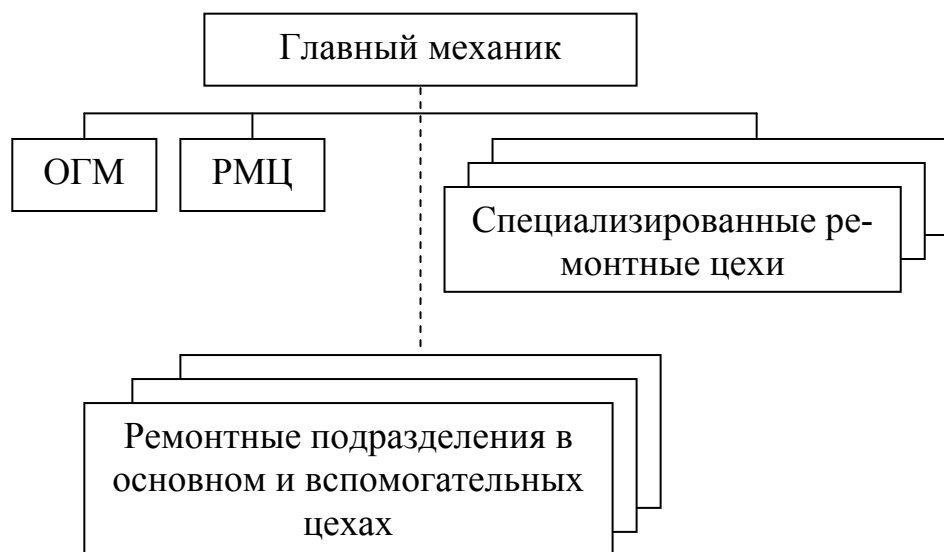 Главный механик
ОГМ
РМЦ
Специализированные ре-
монтные цехи
Ремонтные подразделения в
основном и вспомогательных
цехах